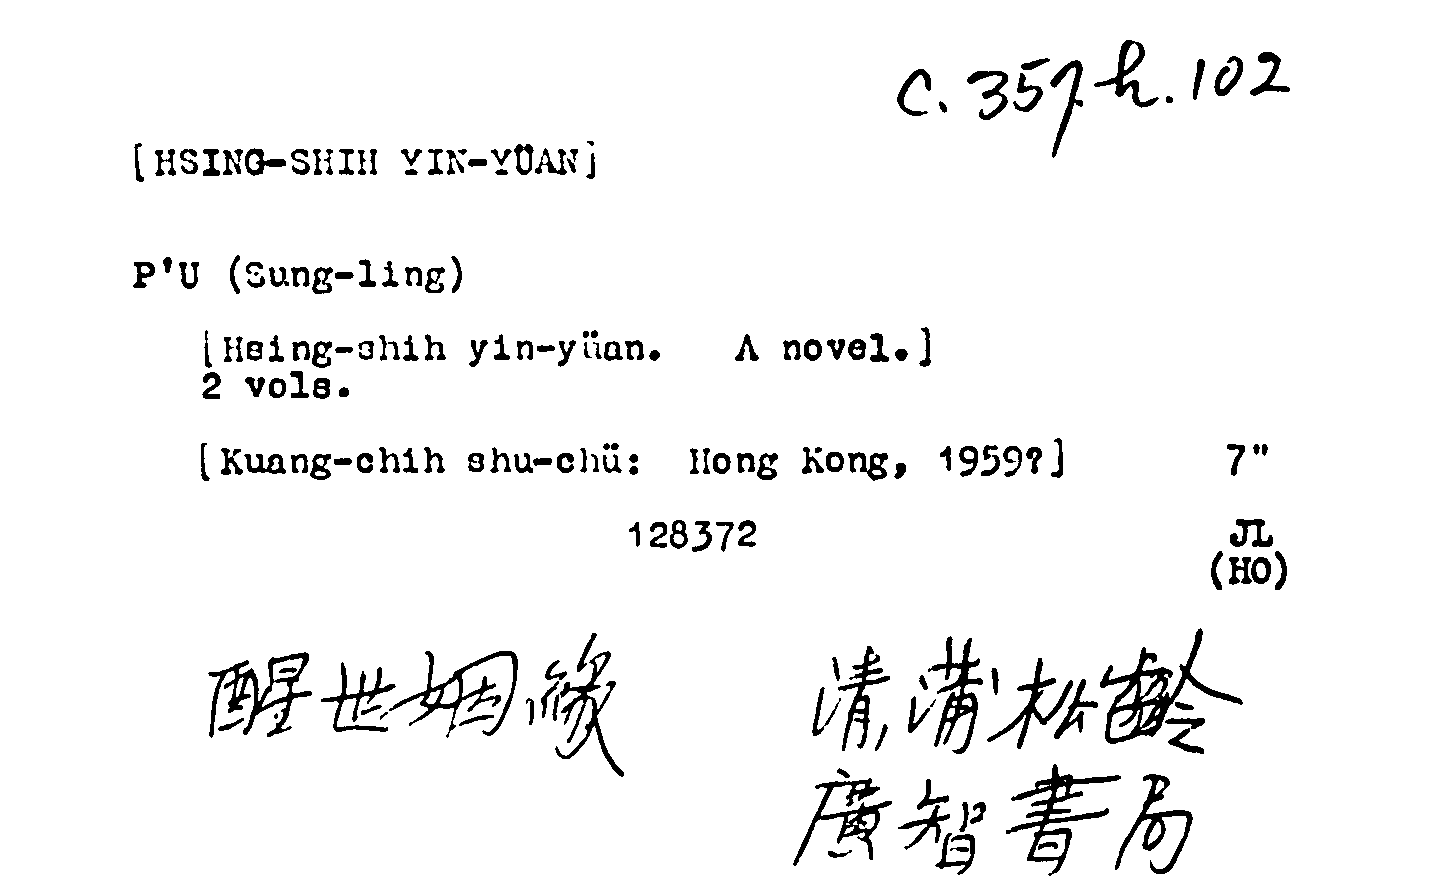 c. 357. h. 102
[HSING-SHIH YIN-YÜAN]
P'U (Sung-ling)
[Hsing-shih yin-yüan.   A novel.]
2 vols.
[Kuang-chih shu-chü:  Hong Kong, 1959?]   7"
128372   JL
(HO)
醒世姻緣   清, 蒲松齡
廣智書局